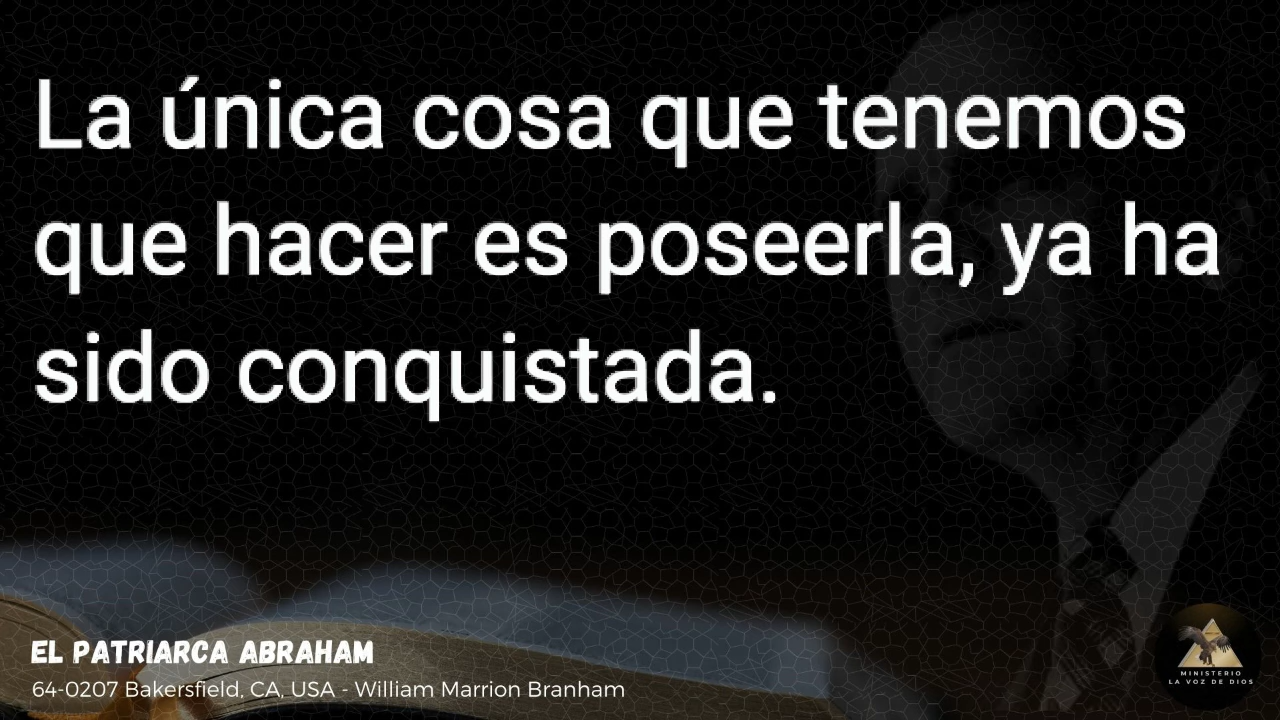 La única cosa que tenemos
que hacer es poseerla, ya ha
sido conquistada.
EL PATRIARCA ABRAHAM
64-0207 Bakersfield, CA, USA - William Marrion Branham
MINISTERIO
LA VOZ DE DIOS